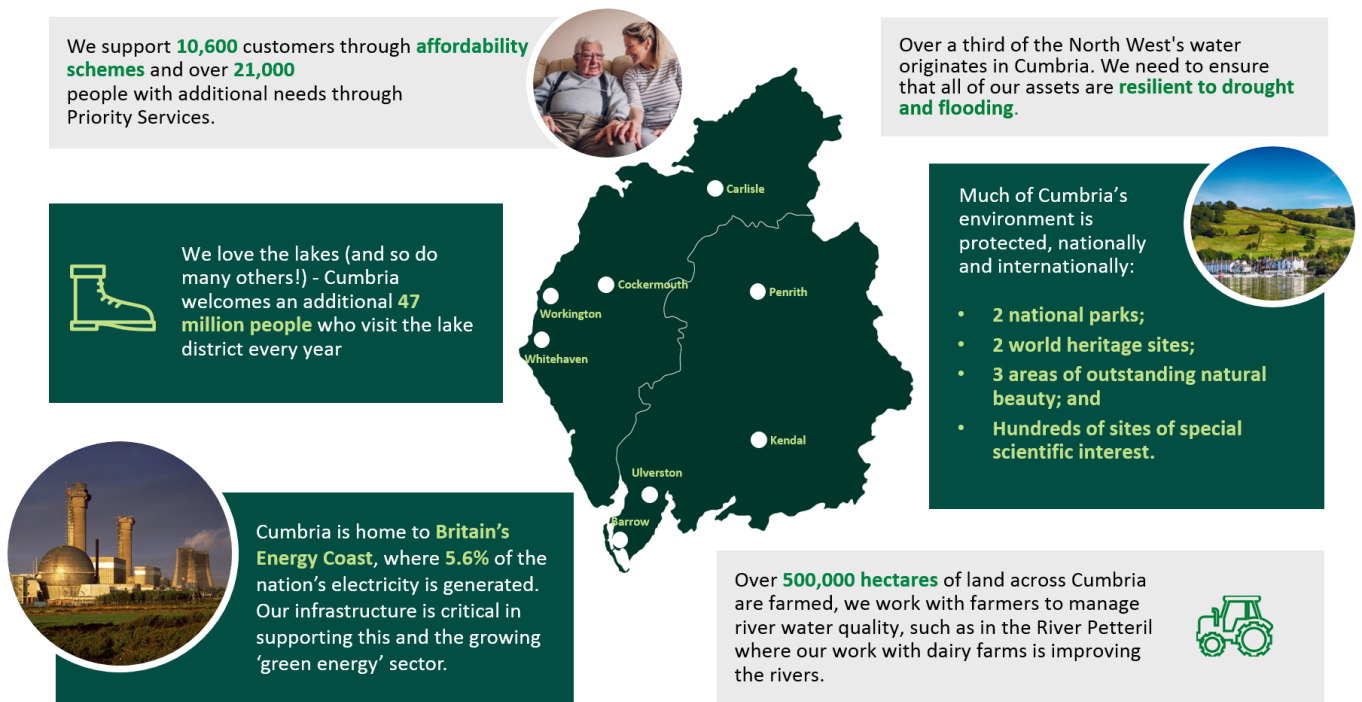 We support 10,600 customers through affordability
schemes and over 21,000
people with additional needs through
Priority Services.
Over a third of the North West's water
originates in Cumbria. We need to ensure
that all of our assets are resilient to drought
and flooding.
We love the lakes (and so do
many others!) - Cumbria
welcomes an additional 47
million people who visit the lake
district every year
Carlisle
Cockermouth
Workington
Whitehaven
Penrith
Kendal
Ulverston
Barrow
Much of Cumbria’s
environment is
protected, nationally
and internationally:
• 2 national parks;
• 2 world heritage sites;
• 3 areas of outstanding natural
beauty; and
• Hundreds of sites of special
scientific interest.
Cumbria is home to Britain’s
Energy Coast, where 5.6% of the
nation’s electricity is generated.
Our infrastructure is critical in
supporting this and the growing
‘green energy’ sector.
Over 500,000 hectares of land across Cumbria
are farmed, we work with farmers to manage
river water quality, such as in the River Petteril
where our work with dairy farms is improving
the rivers.